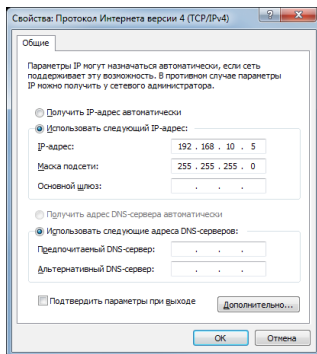 Свойства: Протокол Интернета версии 4 (TCP/IPv4)
Общие
Параметры IP могут назначаться автоматически, если сеть
поддерживает эту возможность. В противном случае параметры
IP можно получить у сетевого администратора.
Получить IP-адрес автоматически
Использовать следующий IP-адрес:
IP-адрес: 192 . 168 . 10 . 5
Маска подсети: 255 . 255 . 255 . 0
Основной шлюз: . . .
Получить адрес DNS-сервера автоматически
Использовать следующие адреса DNS-серверов:
Предпочитаемый DNS-сервер: . . .
Альтернативный DNS-сервер: . . .
Подтвердить параметры при выходе
Дополнительно...
ОК
Отмена